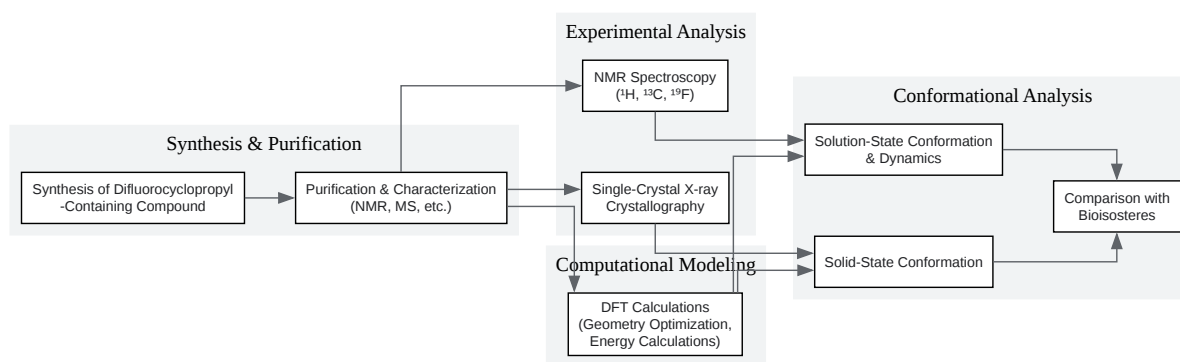 Experimental Analysis
NMR Spectroscopy
(¹H, ¹³C, ¹⁹F)
Conformational Analysis
Synthesis & Purification
Solution-State Conformation
& Dynamics
Synthesis of Difluorocyclopropyl
-Containing Compound
Purification & Characterization
(NMR, MS, etc.)
Single-Crystal X-ray
Crystallography
Comparison with
Bioisosteres
Computational Modeling
Solid-State Conformation
DFT Calculations
(Geometry Optimization,
Energy Calculations)